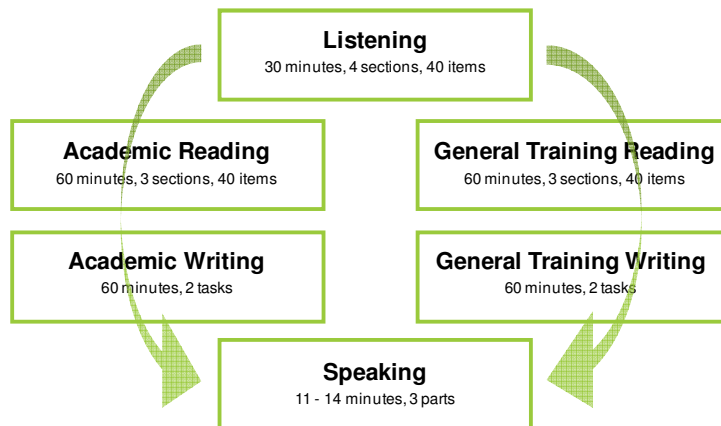 Listening
30 minutes, 4 sections, 40 items
Academic Reading
60 minutes, 3 sections, 40 items
General Training Reading
60 minutes, 3 sections, 40 items
Academic Writing
60 minutes, 2 tasks
General Training Writing
60 minutes, 2 tasks
Speaking
11 - 14 minutes, 3 parts